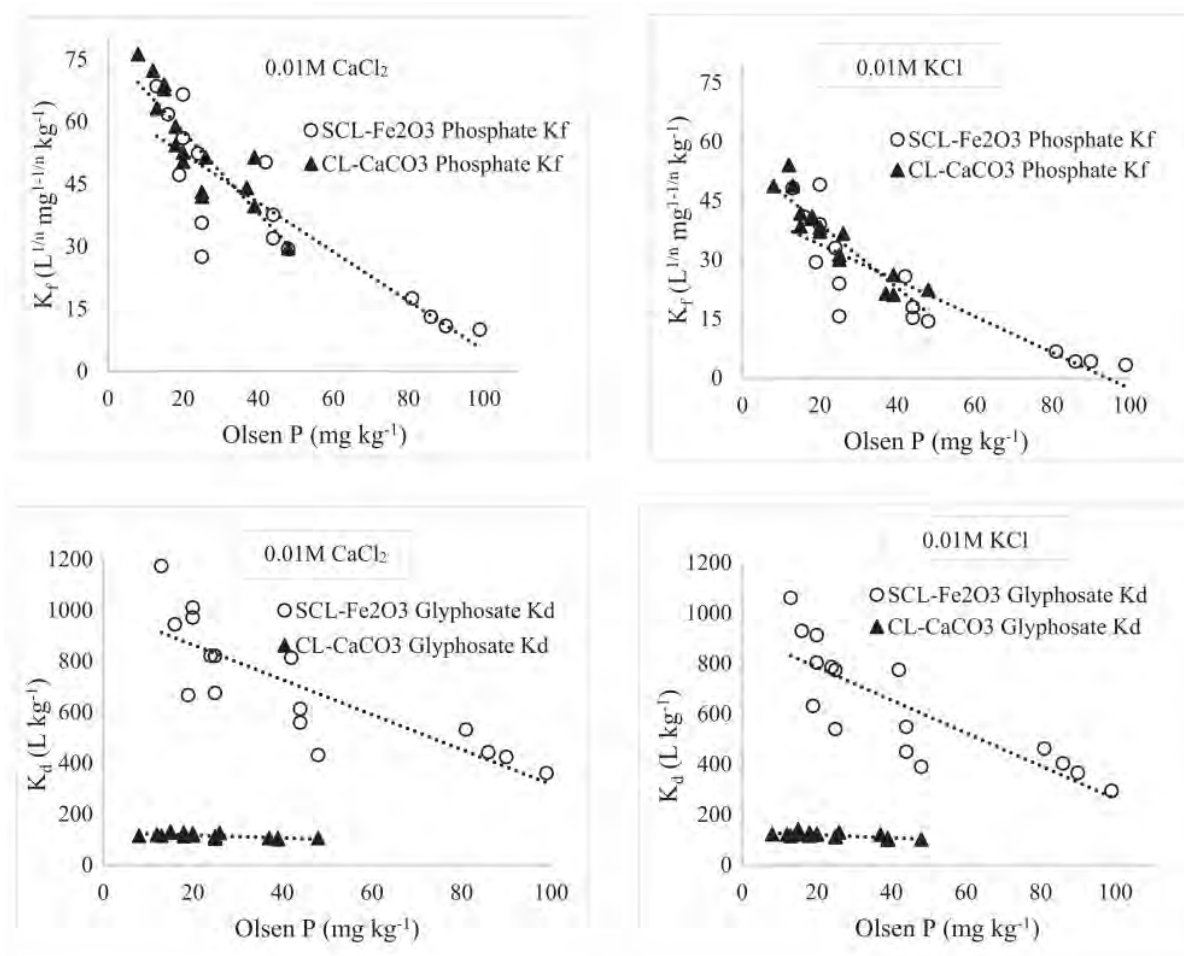 0.01M CaCl₂
75
60
45
30
15
0
Kf (L1/n mg1-1/n kg-1)
○ SCL-Fe2O3 Phosphate Kf
▲ CL-CaCO3 Phosphate Kf
0 20 40 60 80 100
Olsen P (mg kg-1)
0.01M KCl
75
60
45
30
15
0
Kf (L1/n mg1-1/n kg-1)
○ SCL-Fe2O3 Phosphate Kf
▲ CL-CaCO3 Phosphate Kf
0 20 40 60 80 100
Olsen P (mg kg-1)
0.01M CaCl₂
1200
1000
800
600
400
200
0
Kd (L kg-1)
○ SCL-Fe2O3 Glyphosate Kd
▲ CL-CaCO3 Glyphosate Kd
0 20 40 60 80 100
Olsen P (mg kg-1)
0.01M KCl
1200
1000
800
600
400
200
0
Kd (L kg-1)
○ SCL-Fe2O3 Glyphosate Kd
▲ CL-CaCO3 Glyphosate Kd
0 20 40 60 80 100
Olsen P (mg kg-1)